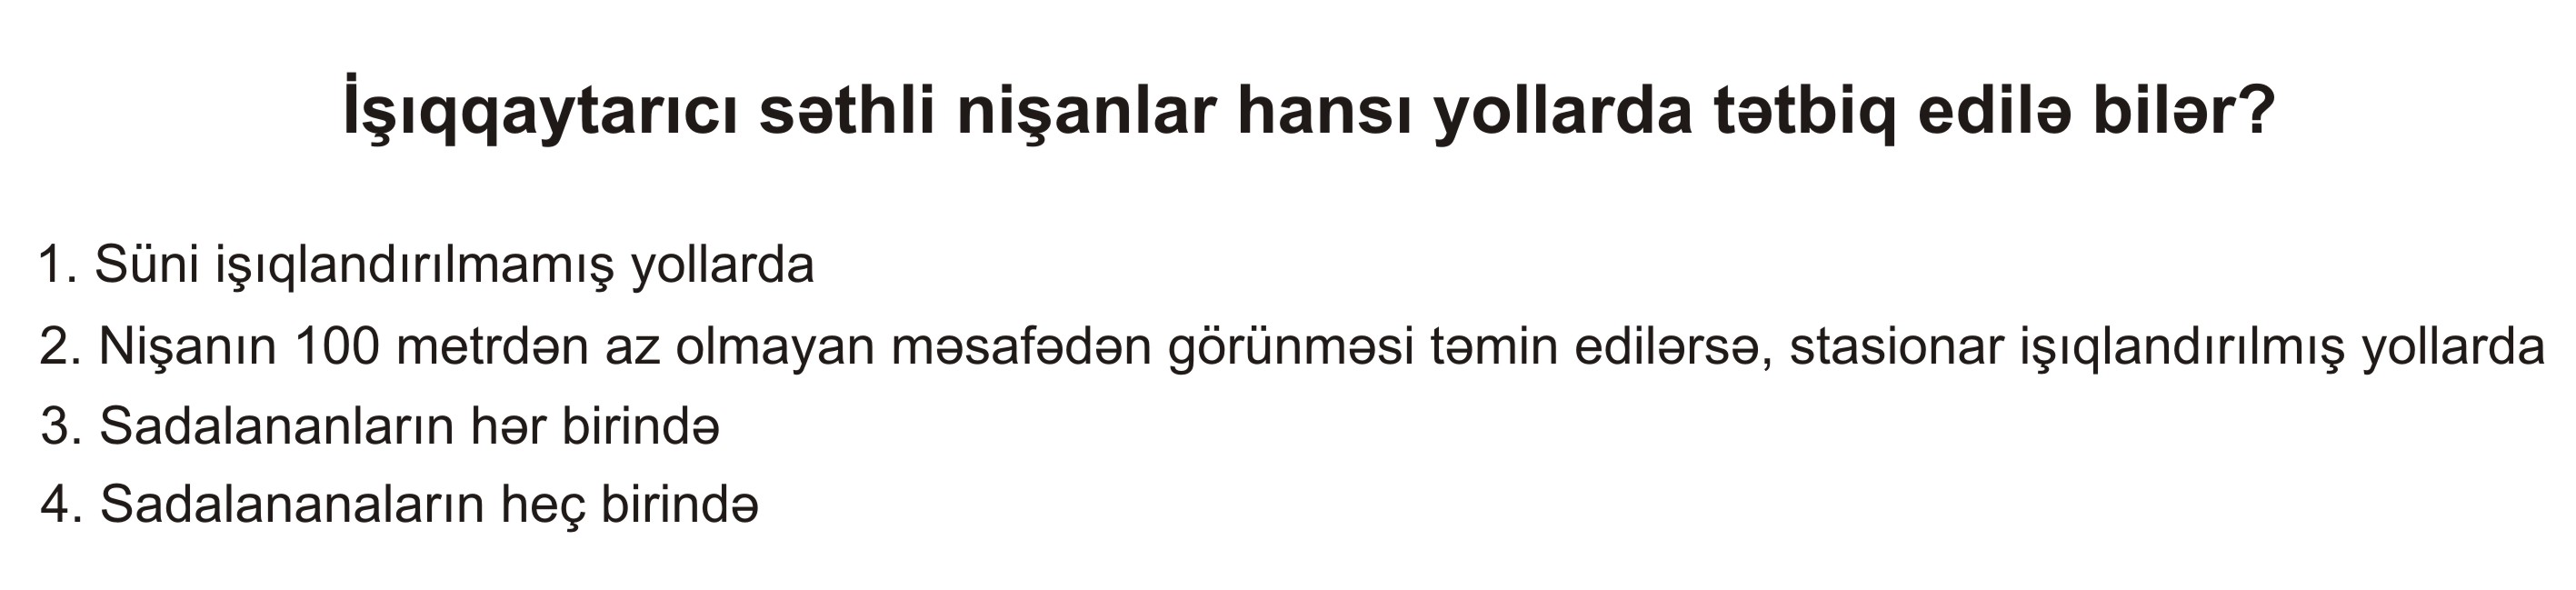 İşıqqaytarıcı səthli nişanlar hansı yollarda tətbiq edilə bilər?
1. Süni işıqlandırılmamış yollarda
2. Nişanın 100 metrdən az olmayan məsafədən görünməsi təmin edilərsə, stasionar işıqlandırılmış yollarda
3. Sadalananların hər birində
4. Sadalananaların heç birində